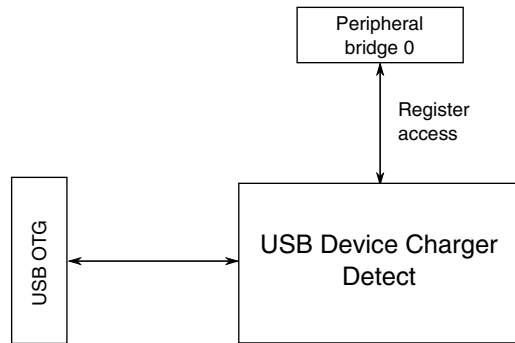 Peripheral
bridge 0
Register
access
USB OTG
USB Device Charger
Detect